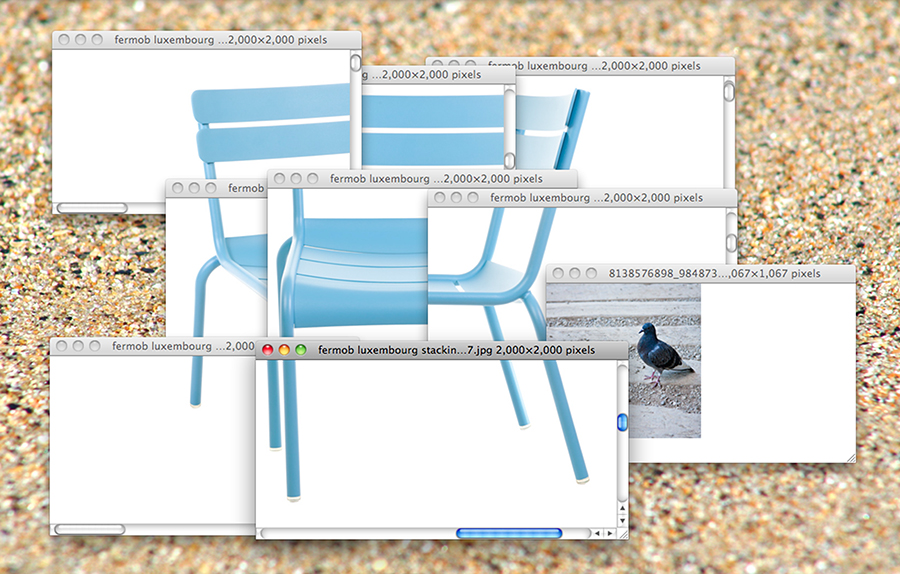 fermob luxembourg ...2,000×2,000 pixels
fermob luxembourg ...2,000×2,000 pixels
g ...2,000×2,000 pixels
fermob luxembourg ...2,000×2,000 pixels
fermob
fermob luxembourg ...2,000×2,000 pixels
8138576898_984873...,067×1,067 pixels
fermob luxembourg ...2,00
fermob luxembourg stackin...7.jpg 2,000×2,000 pixels